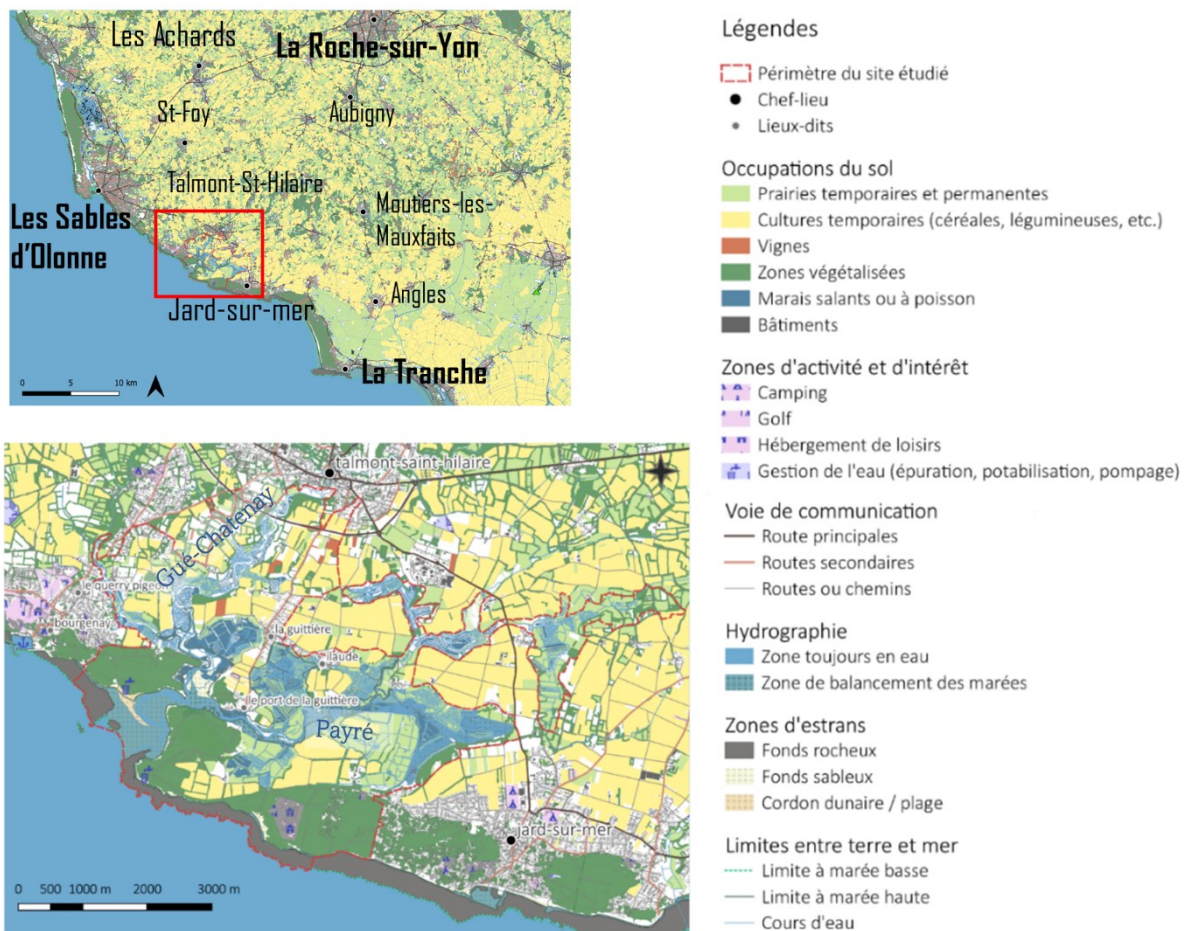 Les Achards
La Roche-sur-Yon
St-Foy
Aubigny
Talmont-St-Hilaire
Moutiers-les-
Mauxfaits
Les Sables
d'Olonne
Angles
Jard-sur-mer
La Tranche
0 5 10 km
talmont-saint-hilaire
Gué-Chatenay
le querry pigeon
bourgenay
la guittière
ilaude
île port de la guittière
Payré
jard-sur-mer
0 500 1000 m 2000 3000 m
Légendes
Périmètre du site étudié
Chef-lieu
Lieux-dits
Occupations du sol
Prairies temporaires et permanentes
Cultures temporaires (céréales, légumineuses, etc.)
Vignes
Zones végétalisées
Marais salants ou à poisson
Bâtiments
Zones d'activité et d'intérêt
Camping
Golf
Hébergement de loisirs
Gestion de l'eau (épuration, potabilisation, pompage)
Voie de communication
Route principales
Routes secondaires
Routes ou chemins
Hydrographie
Zone toujours en eau
Zone de balancement des marées
Zones d'estrans
Fonds rocheux
Fonds sableux
Cordon dunaire / plage
Limites entre terre et mer
Limite à marée basse
Limite à marée haute
Cours d'eau